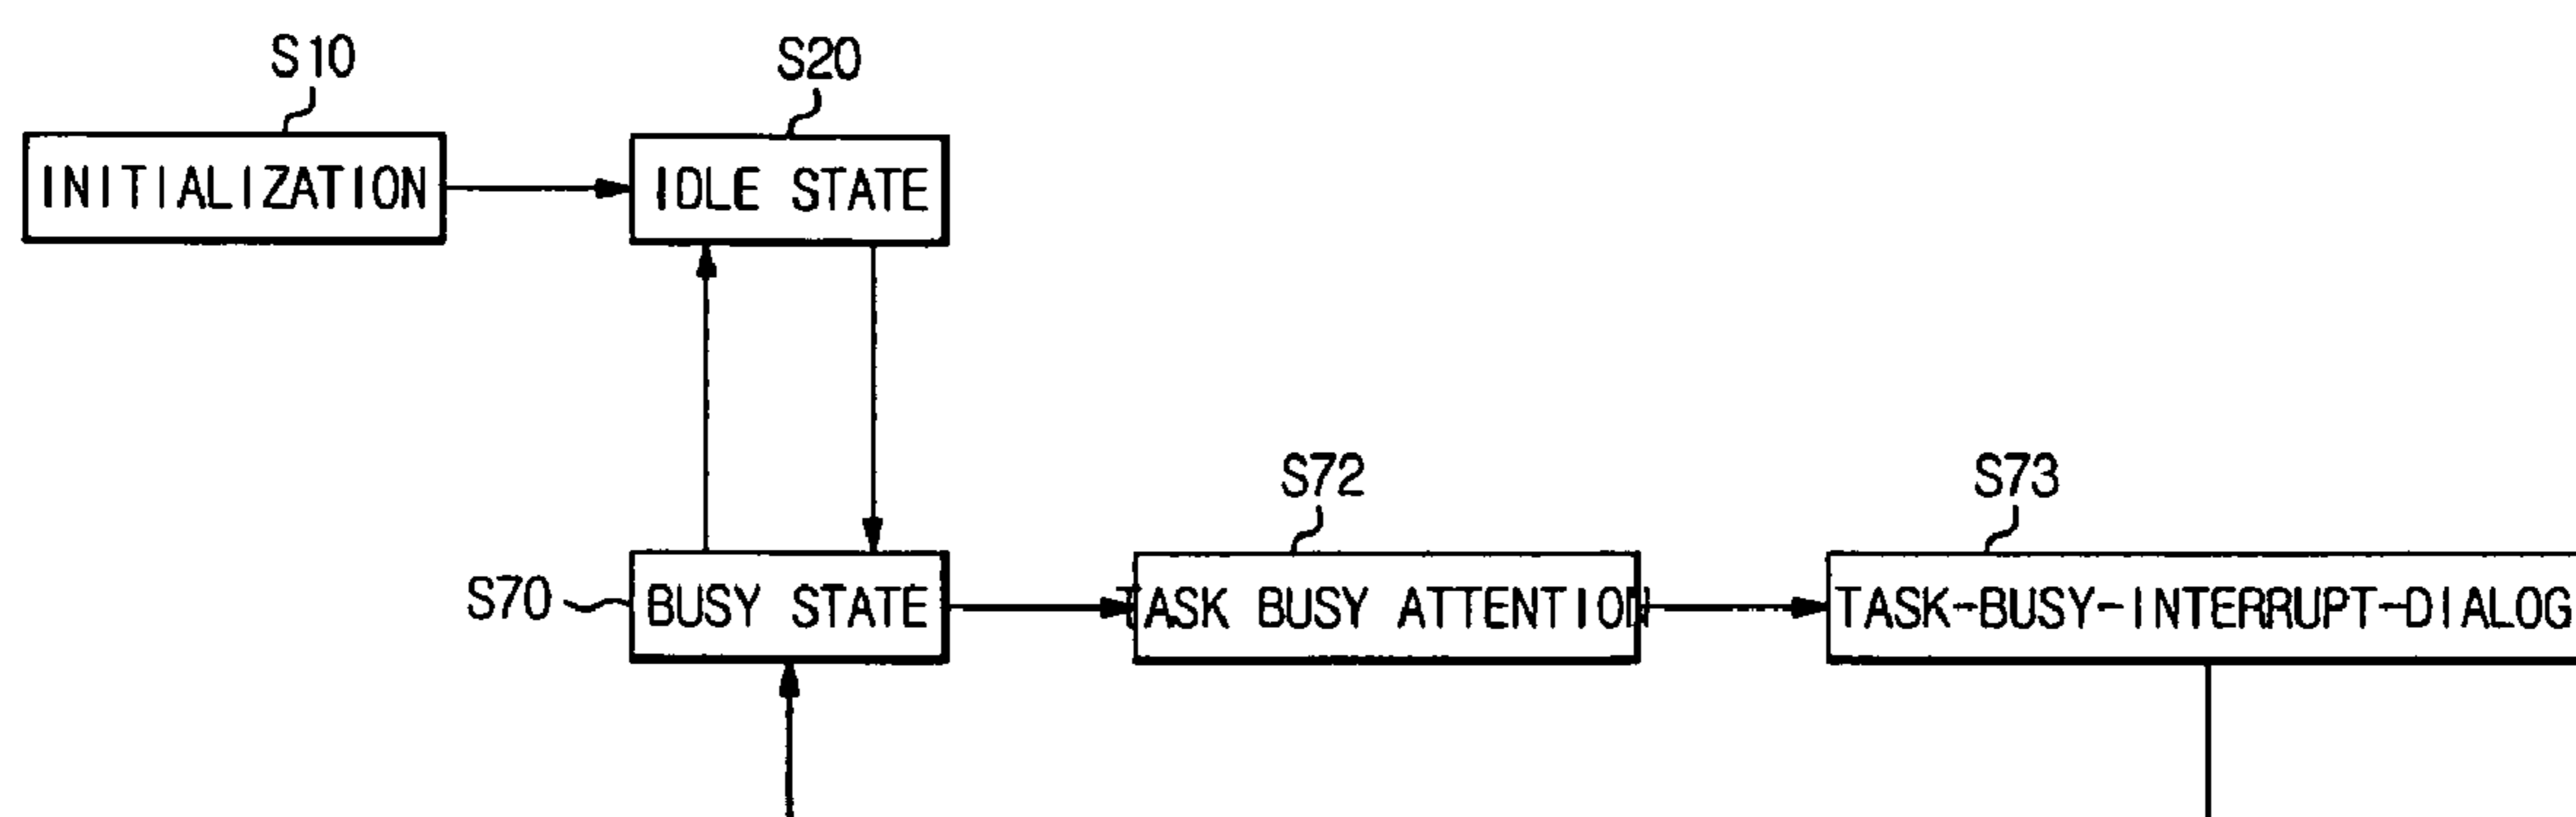 S10
S20
INITIALIZATION
IDLE STATE
S72
S73
S70
BUSY STATE
TASK BUSY ATTENTION
TASK-BUSY-INTERRUPT-DIALOG